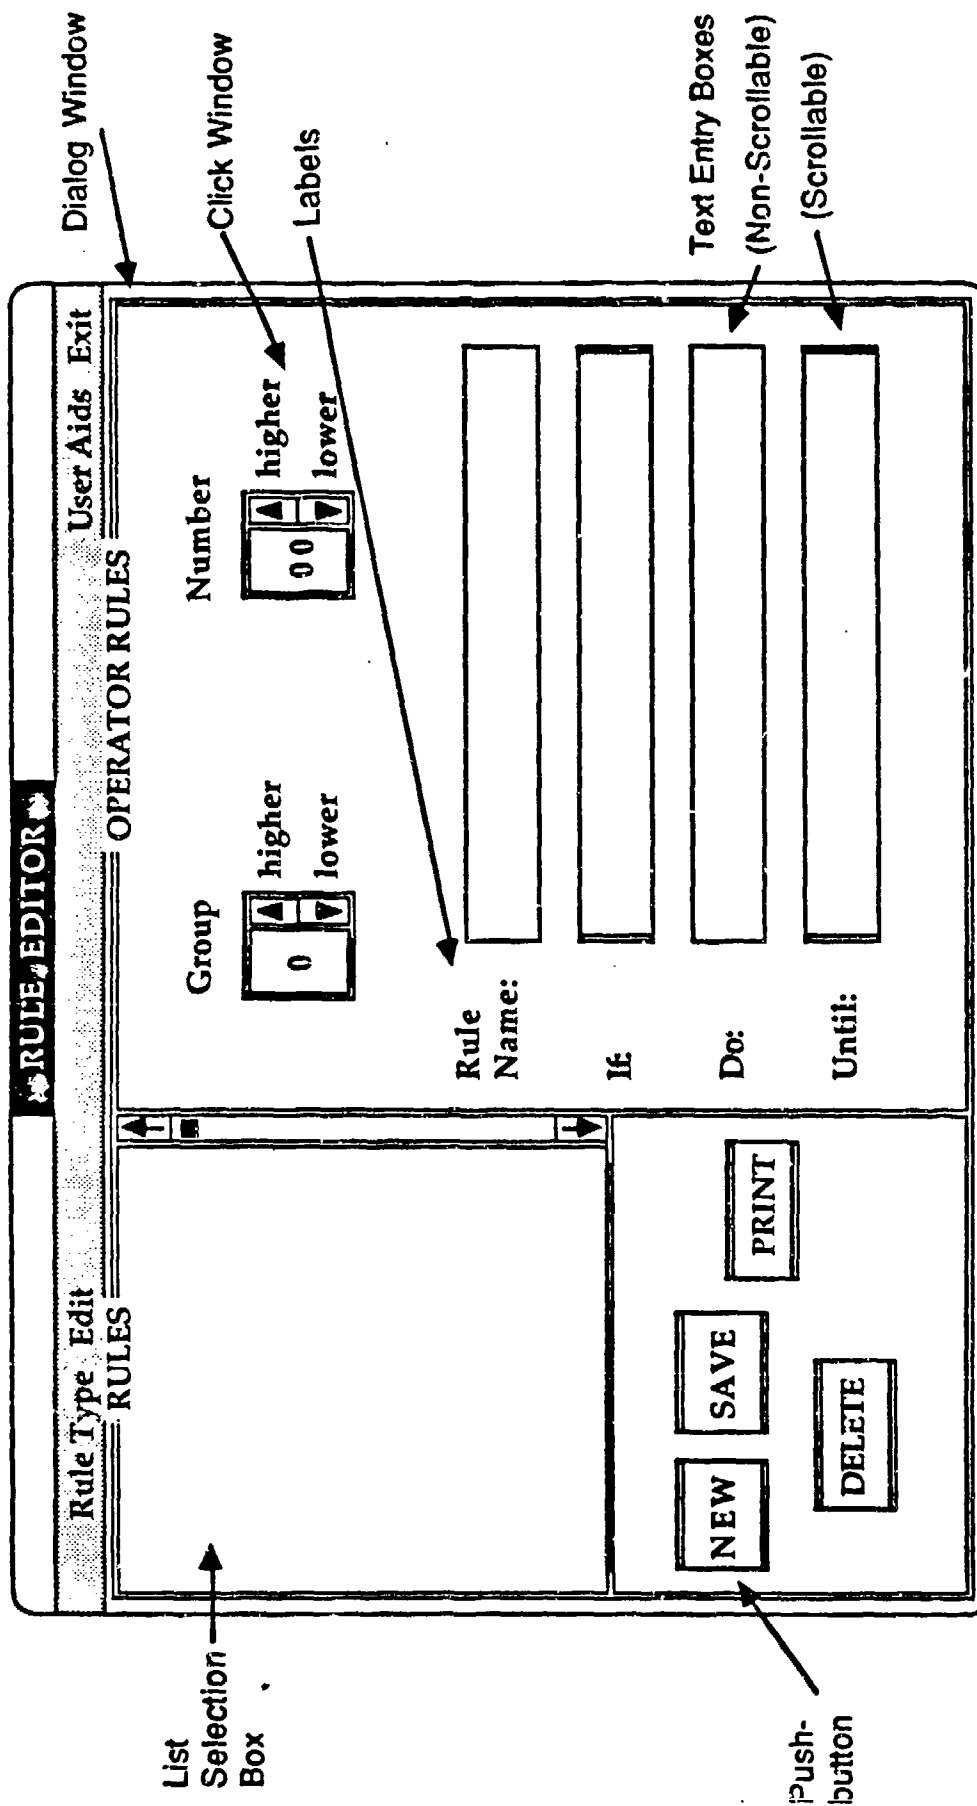 RULE EDITOR
Rule Type Edit
User Aids Exit
RULES
OPERATOR RULES
Dialog Window
Click Window
Labels
Text Entry Boxes
(Non-Scrollable)
(Scrollable)
List
Selection
Box
Push-
button
Group
0
higher
lower
Number
00
higher
lower
Rule
Name:
If:
Do:
Until:
NEW
SAVE
PRINT
DELETE